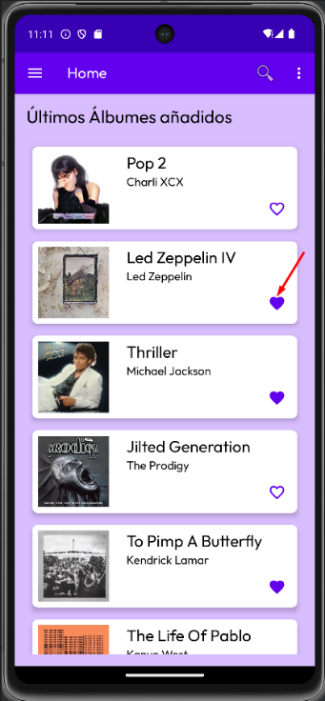 11:11
Home
Últimos Álbumes añadidos
Pop 2
Charli XCX
Led Zeppelin IV
Led Zeppelin
Thriller
Michael Jackson
PRODIGY
Jilted Generation
The Prodigy
To Pimp A Butterfly
Kendrick Lamar
The Life Of Pablo
Kanye West